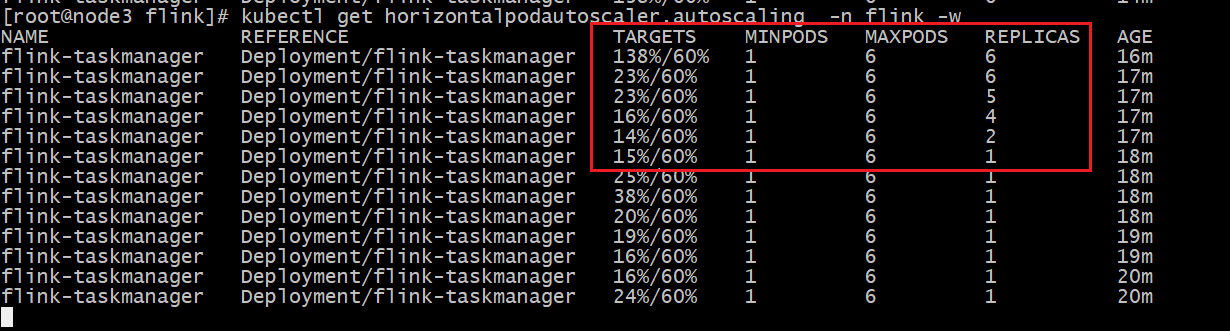 [root@node3 flink]# kubectl get horizontalpodautoscaler.autoscaling -n flink -w
NAME REFERENCE TARGETS MINPODS MAXPODS REPLICAS AGE
flink-taskmanager Deployment/flink-taskmanager 138%/60% 1 6 6 16m
flink-taskmanager Deployment/flink-taskmanager 23%/60% 1 6 6 17m
flink-taskmanager Deployment/flink-taskmanager 23%/60% 1 6 5 17m
flink-taskmanager Deployment/flink-taskmanager 16%/60% 1 6 4 17m
flink-taskmanager Deployment/flink-taskmanager 14%/60% 1 6 2 17m
flink-taskmanager Deployment/flink-taskmanager 15%/60% 1 6 1 18m
flink-taskmanager Deployment/flink-taskmanager 25%/60% 1 6 1 18m
flink-taskmanager Deployment/flink-taskmanager 38%/60% 1 6 1 18m
flink-taskmanager Deployment/flink-taskmanager 20%/60% 1 6 1 18m
flink-taskmanager Deployment/flink-taskmanager 19%/60% 1 6 1 19m
flink-taskmanager Deployment/flink-taskmanager 16%/60% 1 6 1 19m
flink-taskmanager Deployment/flink-taskmanager 16%/60% 1 6 1 20m
flink-taskmanager Deployment/flink-taskmanager 24%/60% 1 6 1 20m